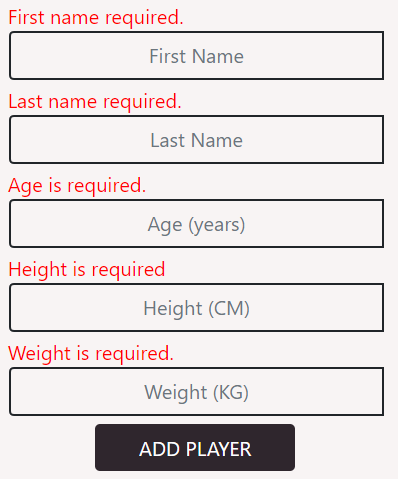 First name required.
First Name
Last name required.
Last Name
Age is required.
Age (years)
Height is required
Height (CM)
Weight is required.
Weight (KG)
ADD PLAYER